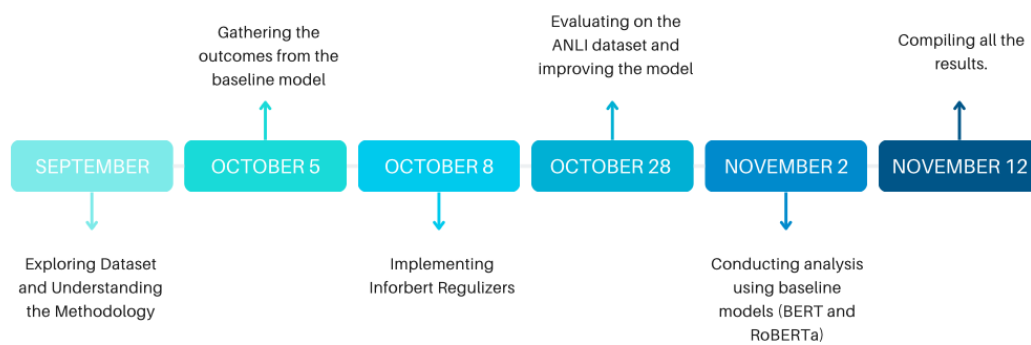 Gathering the
outcomes from the
baseline model
Evaluating on the
ANLI dataset and
improving the model
Compiling all the
results.
SEPTEMBER
OCTOBER 5
OCTOBER 8
OCTOBER 28
NOVEMBER 2
NOVEMBER 12
Exploring Dataset
and Understanding
the Methodology
Implementing
Inforbert Regulizers
Conducting analysis
using baseline
models (BERT and
RoBERTa)